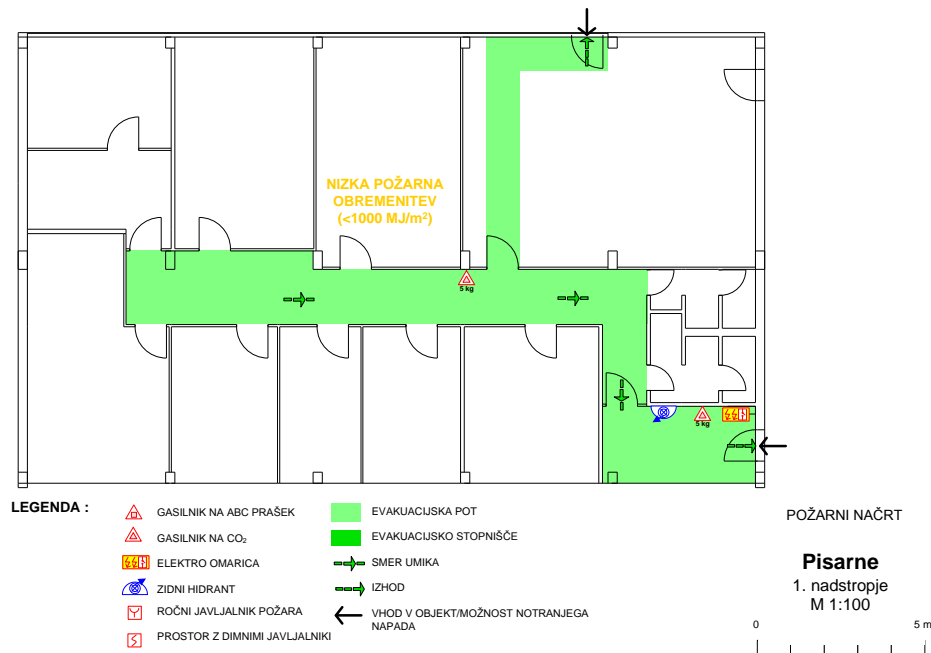 NIZKA POŽARNA
OBREMENITEV
(<1000 MJ/m²)
5 kg
5 kg
LEGENDA :
GASILNIK NA ABC PRAŠEK
GASILNIK NA CO₂
ELEKTRO OMARICA
ZIDNI HIDRANT
ROČNI JAVLJALNIK POŽARA
PROSTOR Z DIMNIMI JAVLJALNIKI
EVAKUACIJSKA POT
EVAKUACIJSKO STOPNIŠČE
SMER UMIKA
IZHOD
VHOD V OBJEKT/MOŽNOST NOTRANJEGA
NAPADA
POŽARNI NAČRT
Pisarne
1. nadstropje
M 1:100
0 5 m